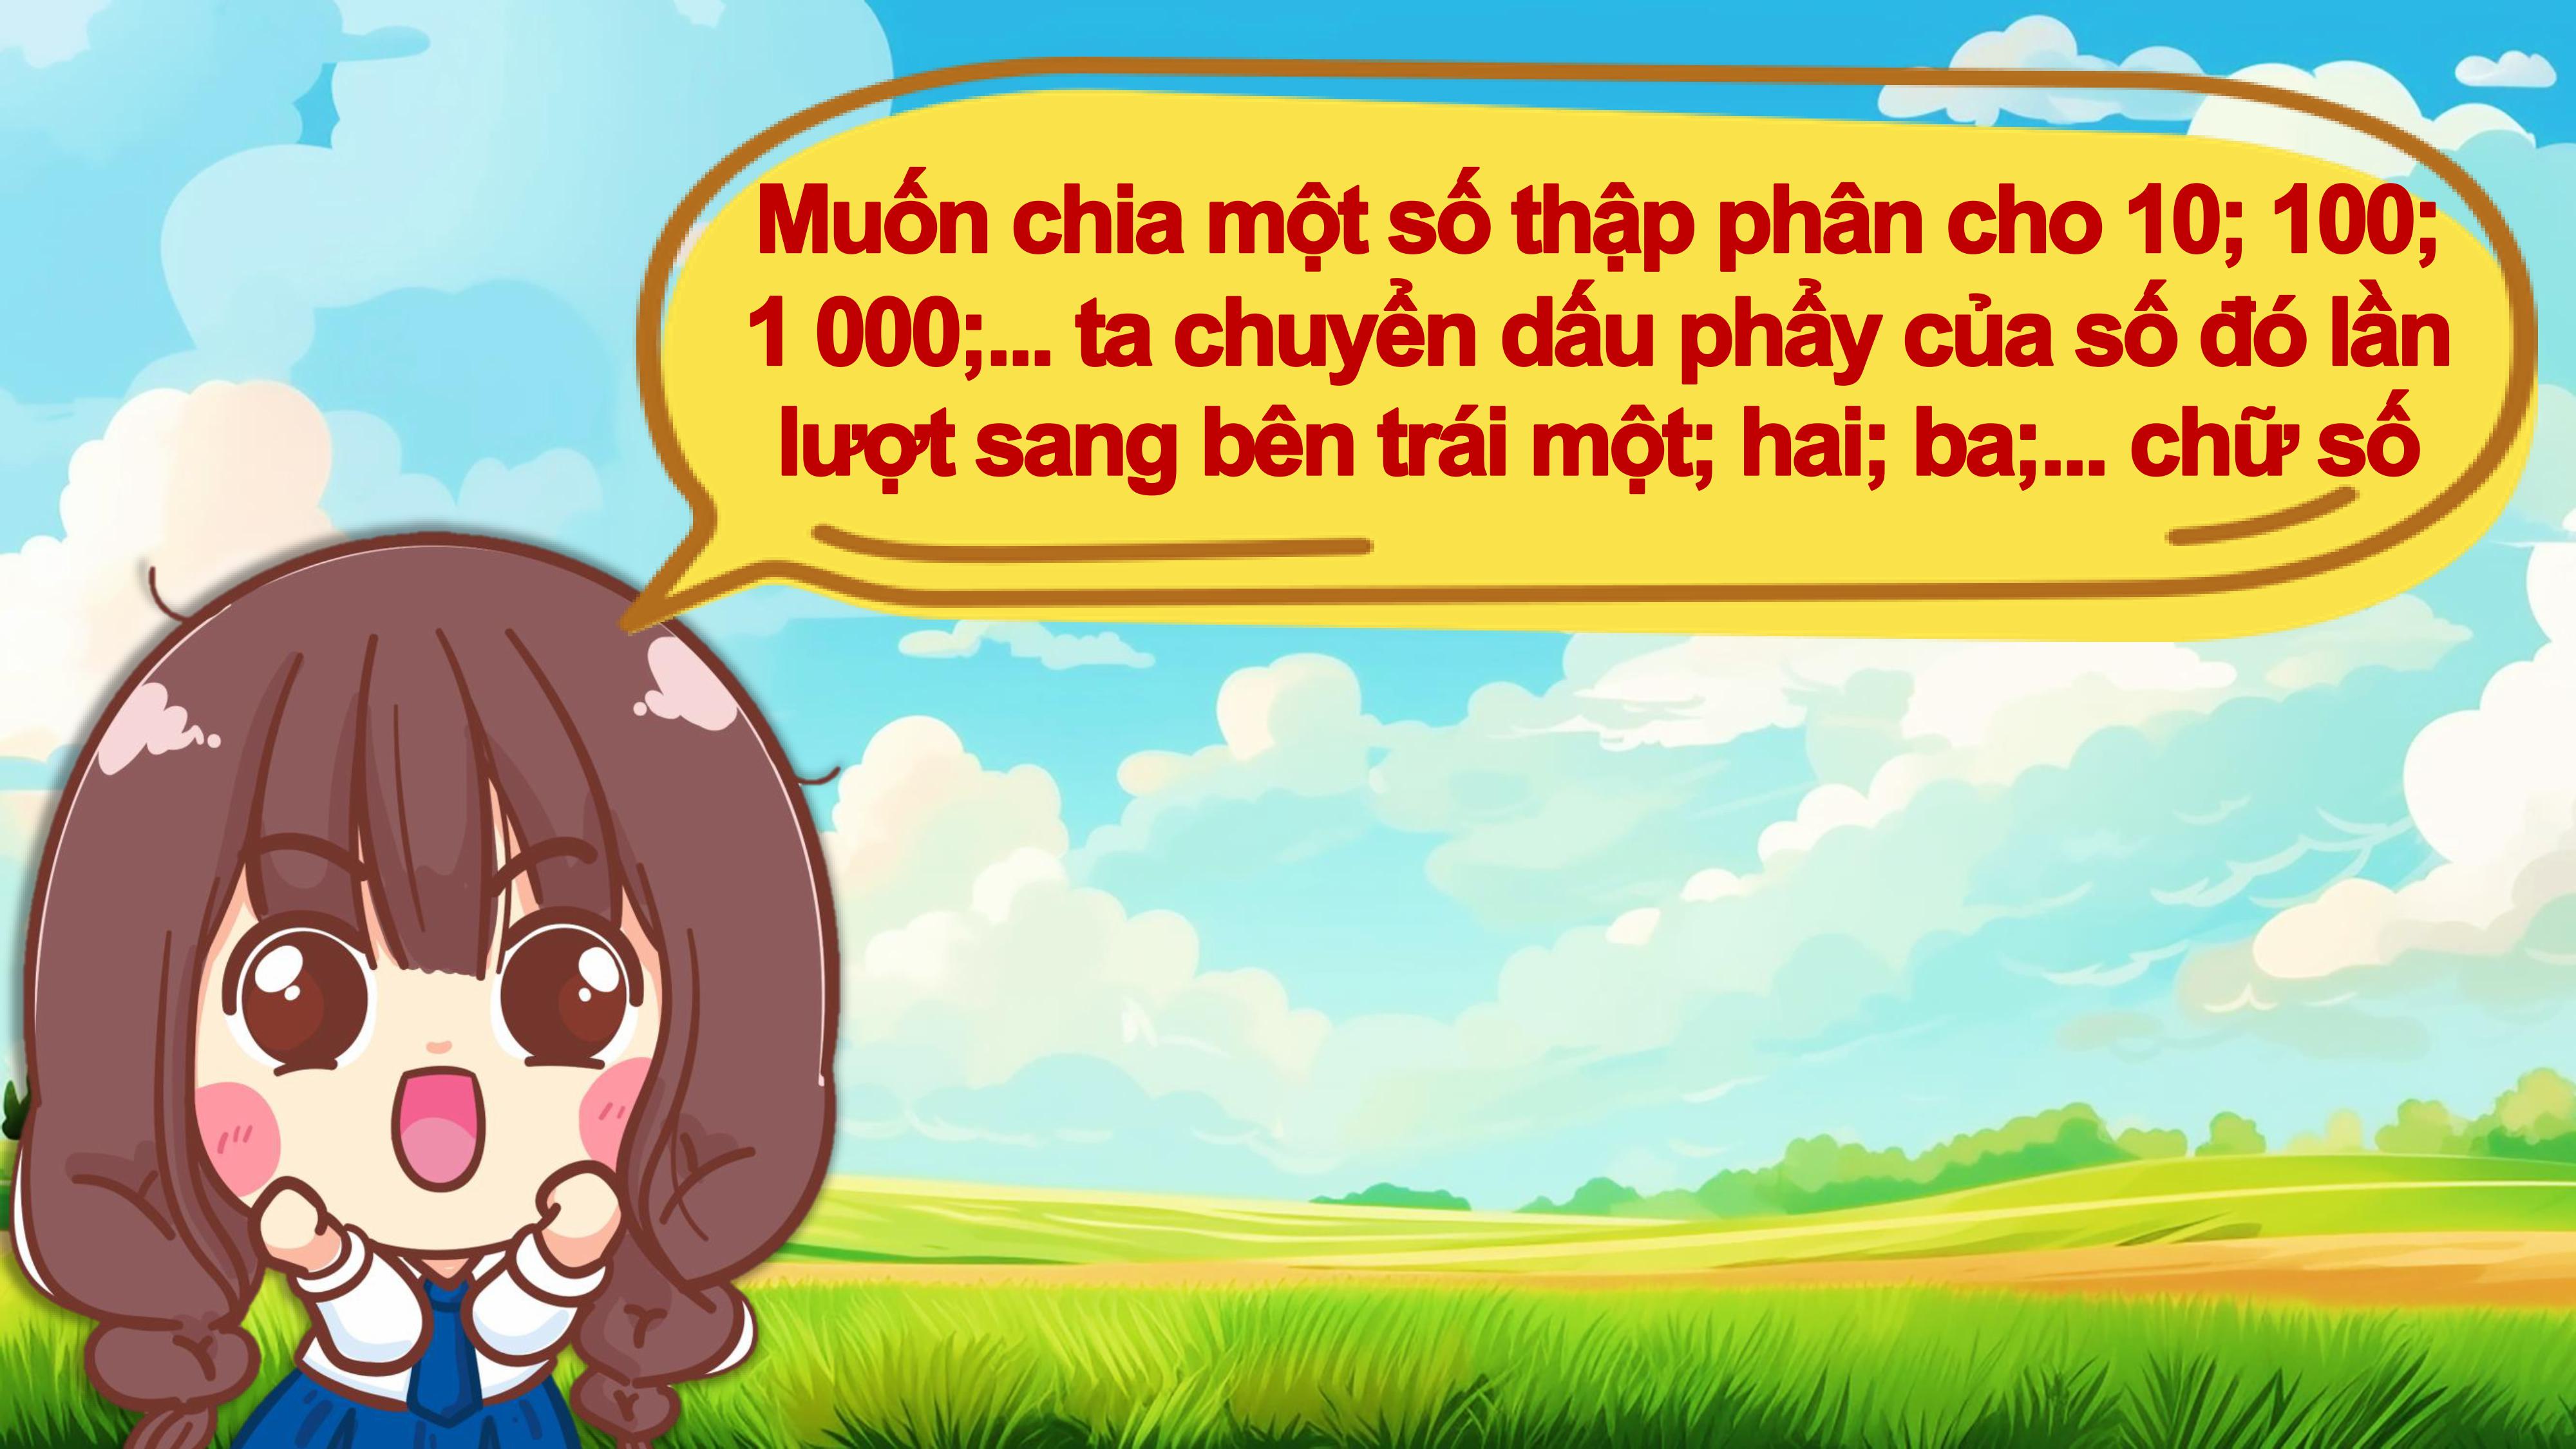 Muốn chia một số thập phân cho 10; 100;
1 000;... ta chuyển dấu phẩy của số đó lần
lượt sang bên trái một; hai; ba;... chữ số